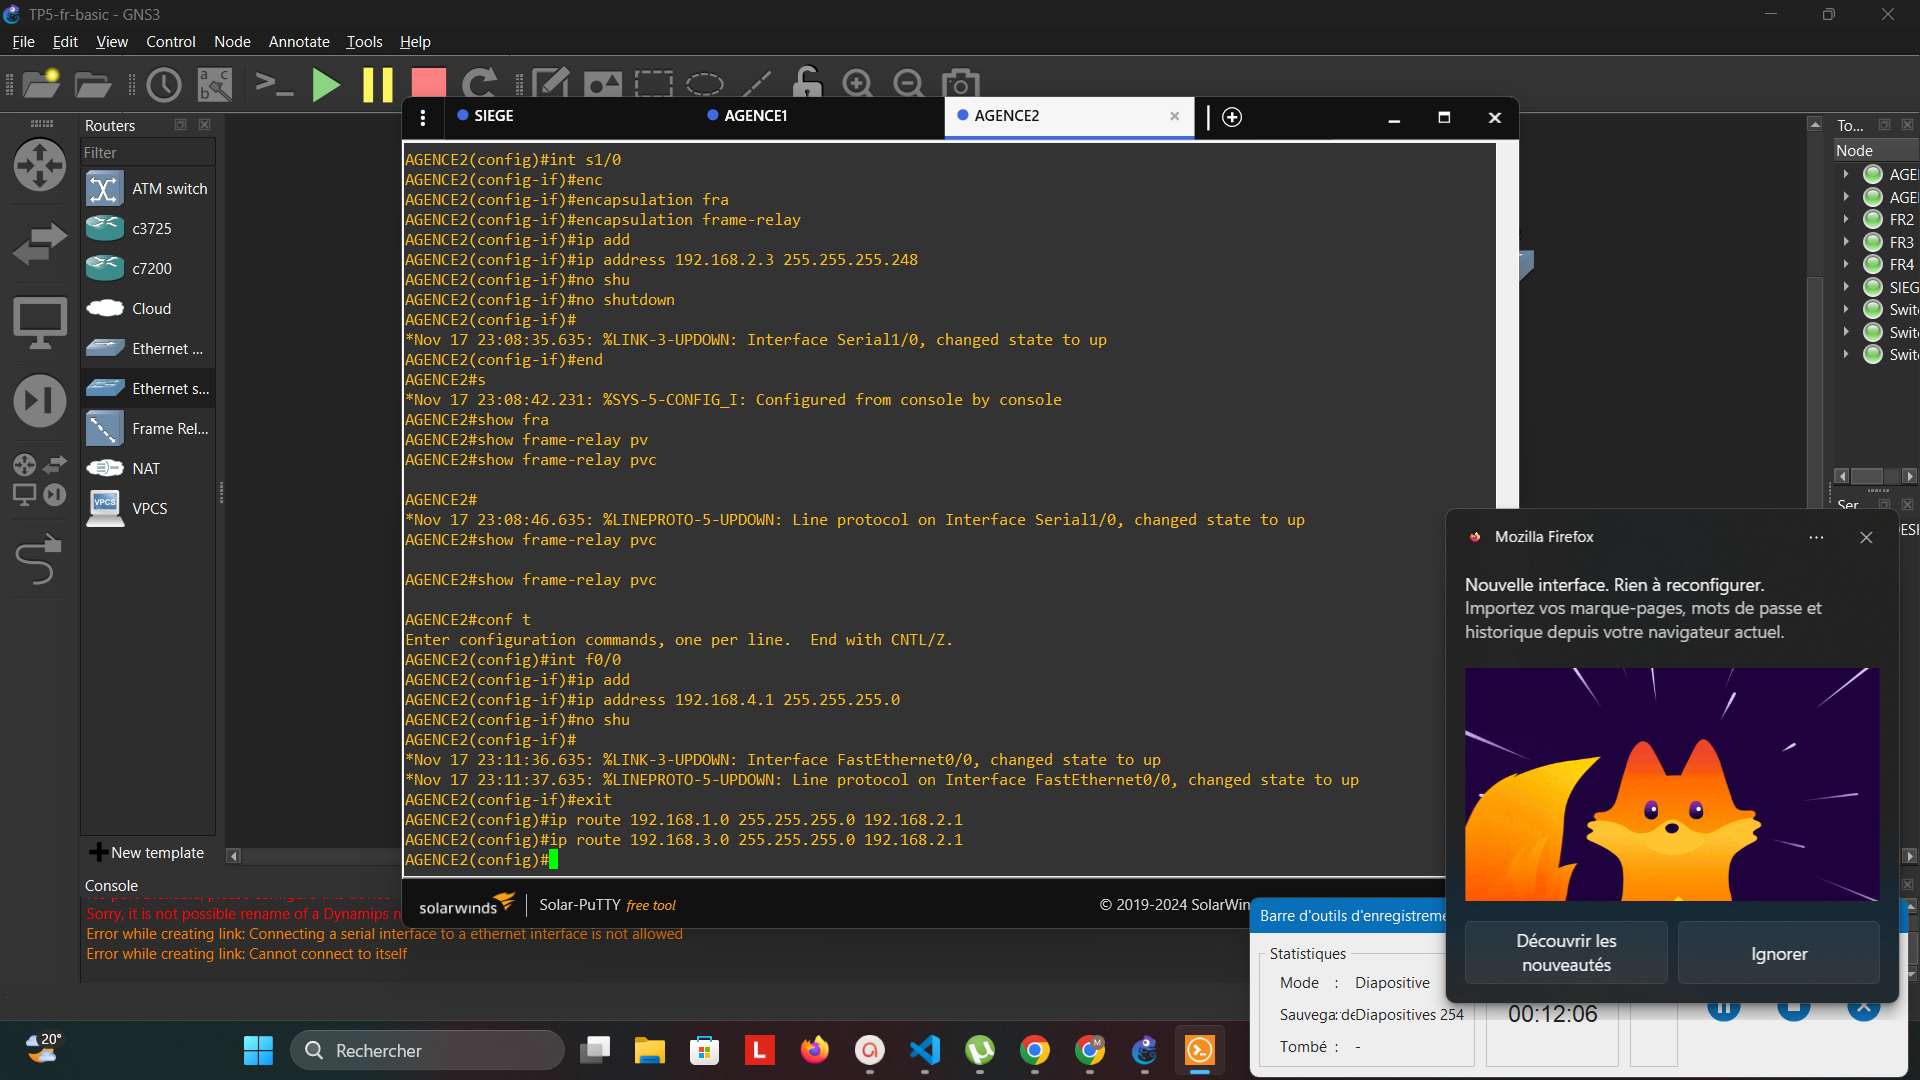 TP5-fr-basic - GNS3
File Edit View Control Node Annotate Tools Help
Routers
Filter
ATM switch
c3725
c7200
Cloud
Ethernet ...
Ethernet s...
Frame Rel...
NAT
VPCS
New template
SIEGE
AGENCE1
AGENCE2
AGENCE2(config)#int s1/0
AGENCE2(config-if)#enc
AGENCE2(config-if)#encapsulation fra
AGENCE2(config-if)#encapsulation frame-relay
AGENCE2(config-if)#ip add
AGENCE2(config-if)#ip address 192.168.2.3 255.255.255.248
AGENCE2(config-if)#no shu
AGENCE2(config-if)#no shutdown
AGENCE2(config-if)#
*Nov 17 23:08:35.635: %LINK-3-UPDOWN: Interface Serial1/0, changed state to up
AGENCE2(config-if)#end
AGENCE2#s
*Nov 17 23:08:42.231: %SYS-5-CONFIG_I: Configured from console by console
AGENCE2#show fra
AGENCE2#show frame-relay pv
AGENCE2#show frame-relay pvc
AGENCE2#
*Nov 17 23:08:46.635: %LINEPROTO-5-UPDOWN: Line protocol on Interface Serial1/0, changed state to up
AGENCE2#show frame-relay pvc
AGENCE2#show frame-relay pvc
AGENCE2#conf t
Enter configuration commands, one per line.  End with CNTL/Z.
AGENCE2(config)#int f0/0
AGENCE2(config-if)#ip add
AGENCE2(config-if)#ip address 192.168.4.1 255.255.255.0
AGENCE2(config-if)#no shu
AGENCE2(config-if)#
*Nov 17 23:11:36.635: %LINK-3-UPDOWN: Interface FastEthernet0/0, changed state to up
*Nov 17 23:11:37.635: %LINEPROTO-5-UPDOWN: Line protocol on Interface FastEthernet0/0, changed state to up
AGENCE2(config-if)#exit
AGENCE2(config)#ip route 192.168.1.0 255.255.255.0 192.168.2.1
AGENCE2(config)#ip route 192.168.3.0 255.255.255.0 192.168.2.1
AGENCE2(config)#
solarwinds
Solar-PuTTY free tool
© 2019-2024 SolarWin
To...
Node
AGE
AGE
FR2
FR3
FR4
SIEG
Swit
Swit
Swit
Ser
Mozilla Firefox
Nouvelle interface. Rien à reconfigurer.
Importez vos marque-pages, mots de passe et
historique depuis votre navigateur actuel.
Découvrir les
nouveautés
Ignorer
Console
Sorry, it is not possible rename of a Dynamips
Error while creating link: Connecting a serial interface to a ethernet interface is not allowed
Error while creating link: Cannot connect to itself
Barre d'outils d'enregistreme
Statistiques
Mode : Diapositive
Sauvega: de Diapositives 254
Tombé : -
00:12:06
20°
Rechercher